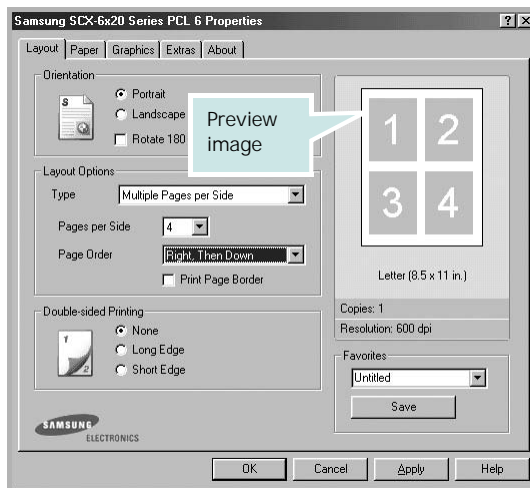 Samsung SCX-6x20 Series PCL 6 Properties
Layout
Paper
Graphics
Extras
About
Orientation
S
Portrait
Landscape
Rotate 180
Preview
image
Layout Options
Type
Multiple Pages per Side
Pages per Side
4
Page Order
Right, Then Down
Print Page Border
Double-sided Printing
1
2
None
Long Edge
Short Edge
SAMSUNG
ELECTRONICS
1 2
3 4
Letter (8.5 x 11 in.)
Copies: 1
Resolution: 600 dpi
Favorites
Untitled
Save
OK
Cancel
Apply
Help